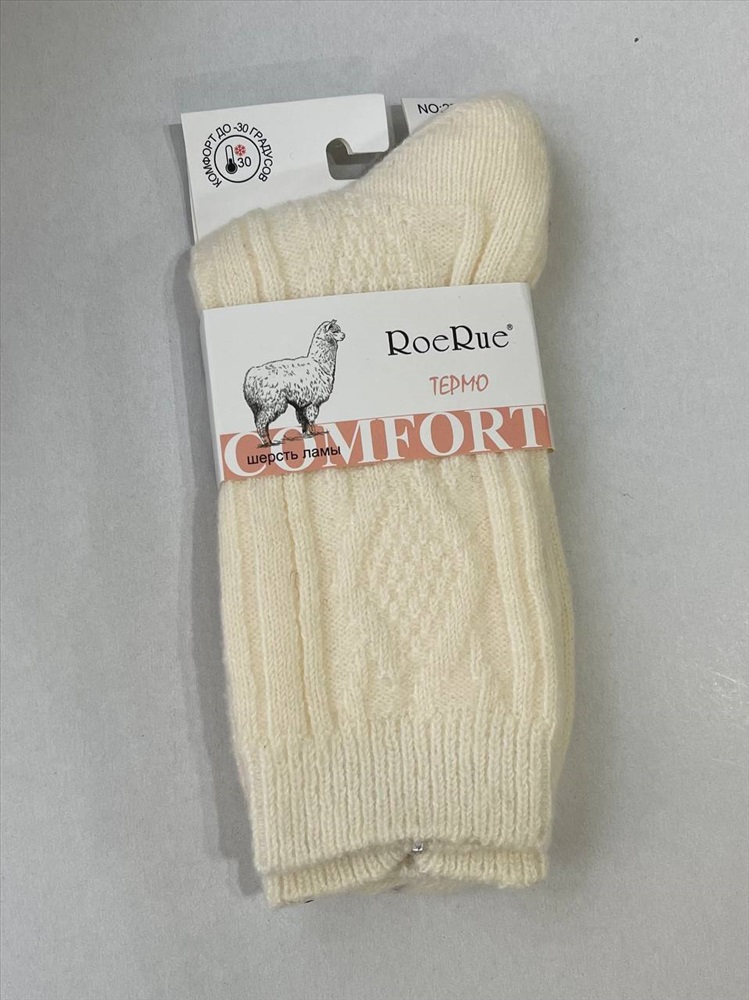 КОМФОРТ ДО -30 ГРАДУСОВ
30
RoeRue®
ТЕРМО
COMFORT
шерсть ламы